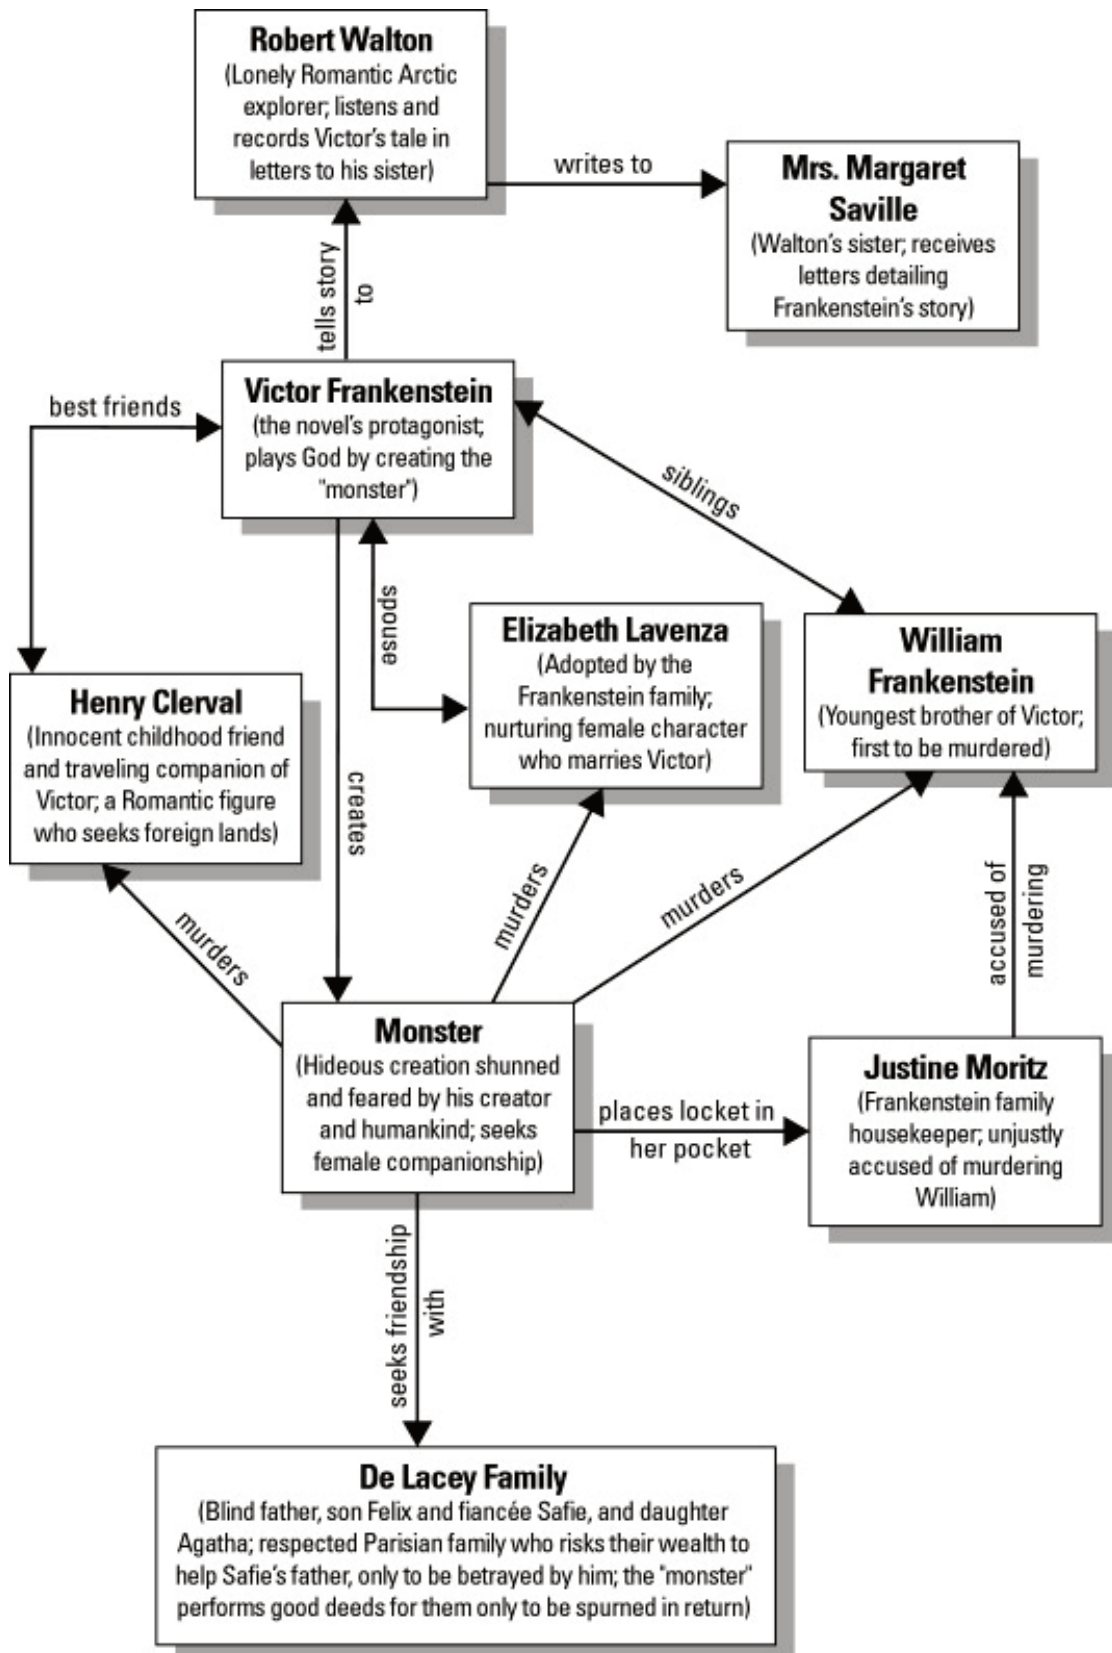 Robert Walton
(Lonely Romantic Arctic
explorer; listens and
records Victor's tale in
letters to his sister)
writes to
Mrs. Margaret
Saville
(Walton's sister; receives
letters detailing
Frankenstein's story)
tells story
to
Victor Frankenstein
(the novel's protagonist;
plays God by creating the
"monster")
best friends
siblings
spouse
Elizabeth Lavenza
(Adopted by the
Frankenstein family;
nurturing female character
who marries Victor)
William
Frankenstein
(Youngest brother of Victor;
first to be murdered)
Henry Clerval
(Innocent childhood friend
and traveling companion of
Victor; a Romantic figure
who seeks foreign lands)
creates
murders
murders
murders
accused of
murdering
Monster
(Hideous creation shunned
and feared by his creator
and humankind; seeks
female companionship)
places locket in
her pocket
Justine Moritz
(Frankenstein family
housekeeper; unjustly
accused of murdering
William)
seeks friendship
with
De Lacey Family
(Blind father, son Felix and fiancée Safie, and daughter
Agatha; respected Parisian family who risks their wealth to
help Safie's father, only to be betrayed by him; the "monster"
performs good deeds for them only to be spurned in return)